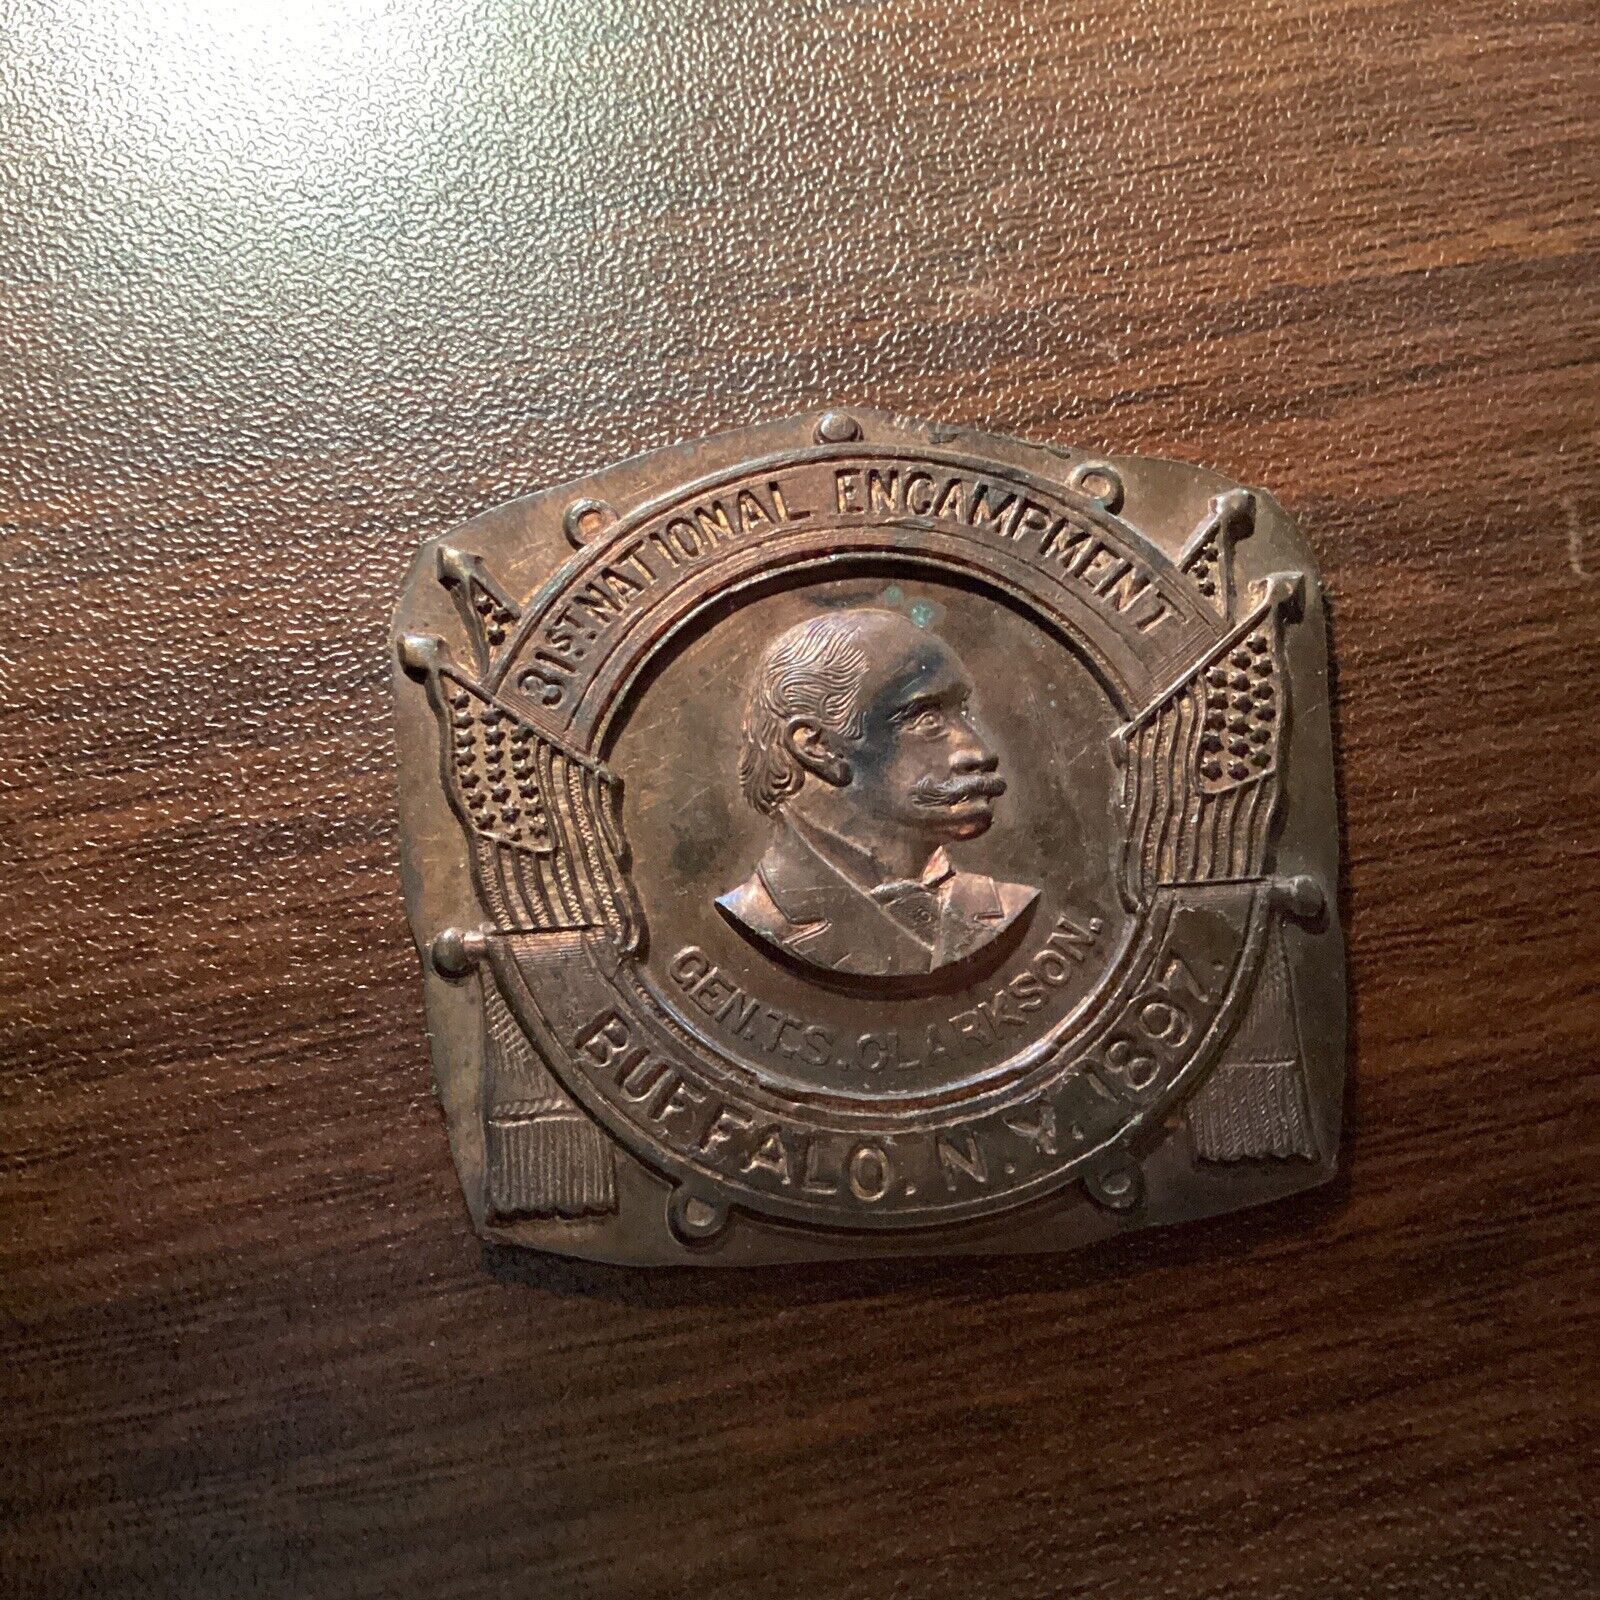 31ST NATIONAL ENCAMPMENT
GEN. T. S. CLARKSON.
BUFFALO. N. Y. 1897.